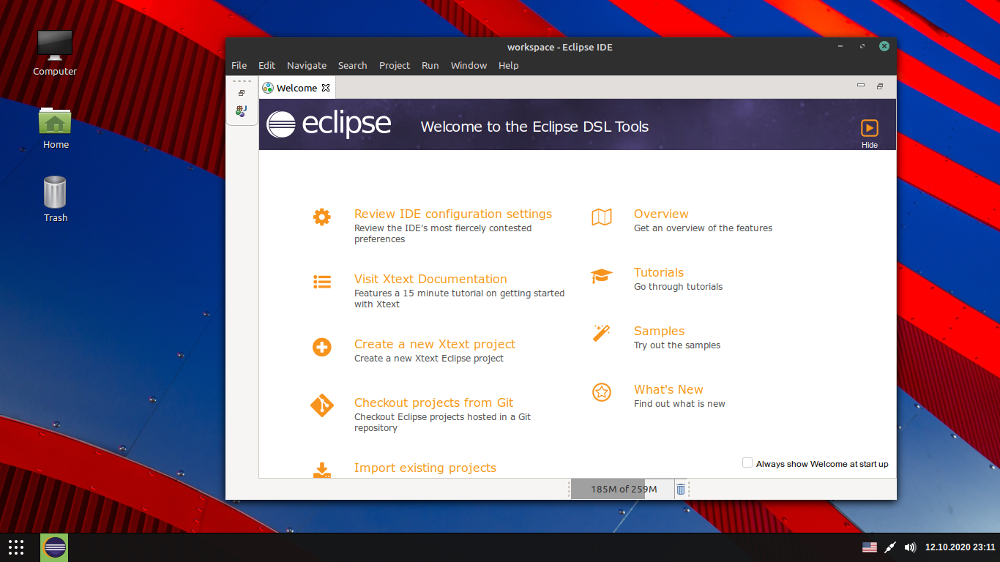 Computer
Home
Trash
workspace - Eclipse IDE
File Edit Navigate Search Project Run Window Help
Welcome
eclipse
Welcome to the Eclipse DSL Tools
Hide
Review IDE configuration settings
Review the IDE's most fiercely contested
preferences
Visit Xtext Documentation
Features a 15 minute tutorial on getting started
with Xtext
Create a new Xtext project
Create a new Xtext Eclipse project
Checkout projects from Git
Checkout Eclipse projects hosted in a Git
repository
Import existing projects
Overview
Get an overview of the features
Tutorials
Go through tutorials
Samples
Try out the samples
What's New
Find out what is new
Always show Welcome at start up
185M of 259M
12.10.2020 23:11